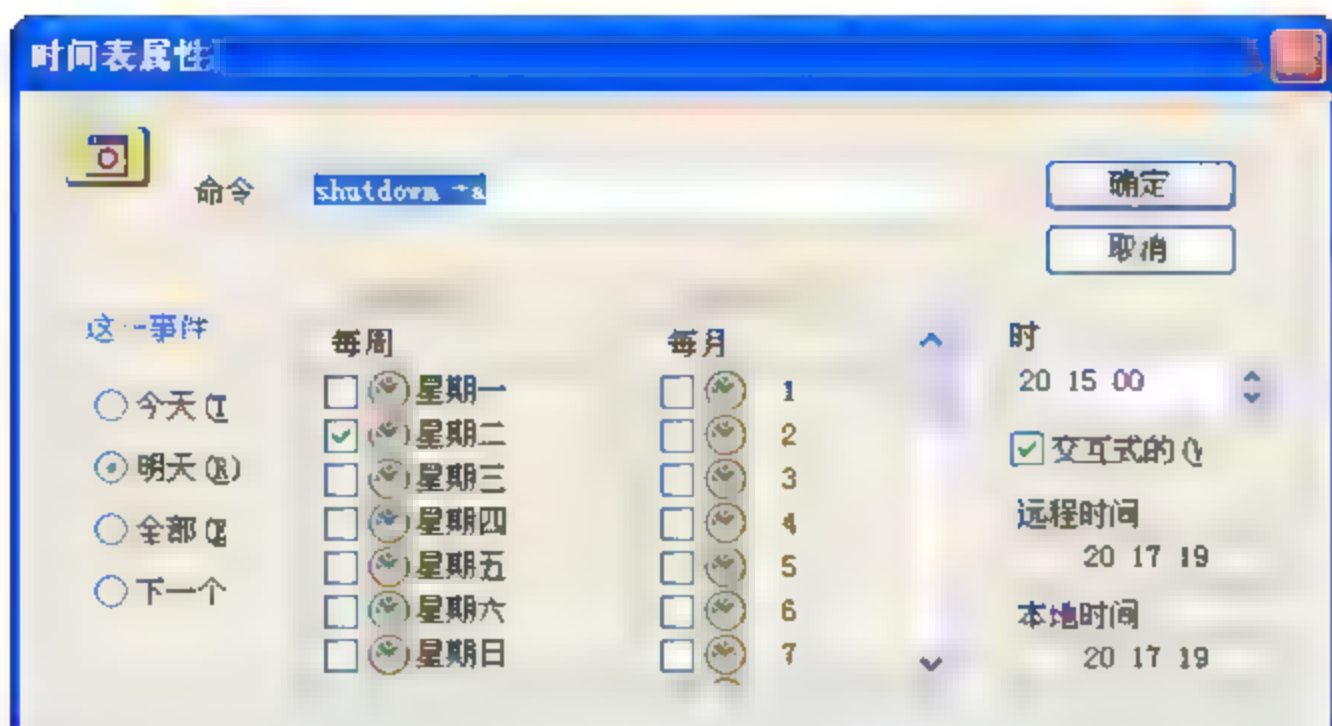 时间表属性
命令
shutdown -a
确定
取消
这一事件
今天(T
明天(R)
全部(E
下一个
每周
星期一
星期二
星期三
星期四
星期五
星期六
星期日
每月
1
2
3
4
5
6
7
时
20 15 00
交互式的(V
远程时间
20 17 19
本地时间
20 17 19